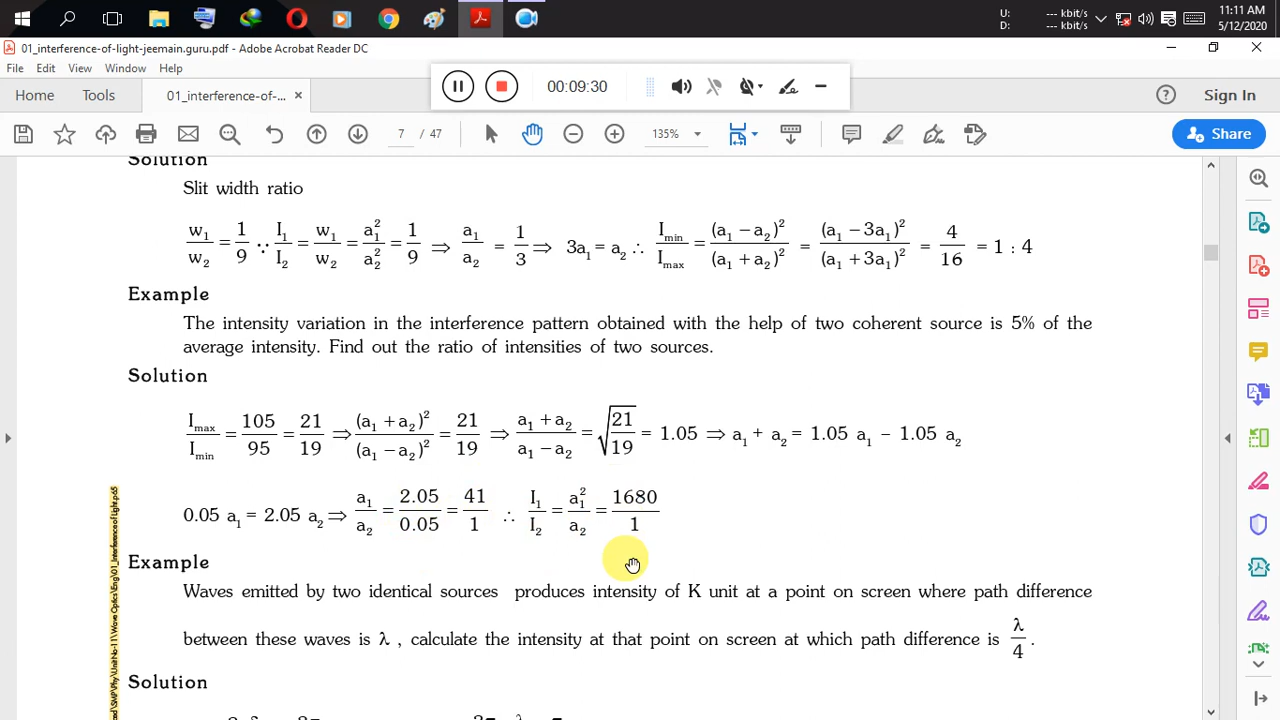 U: --- kbit/s
D: --- kbit/s
11:11 AM
5/12/2020
01_interference-of-light-jeemain.guru.pdf - Adobe Acrobat Reader DC
File Edit View Window Help
00:09:30
Home Tools 01_interference-of-... × Sign In
7 / 47 135% Share
Solution
Slit width ratio
w₁/w₂ = 1/9 ∵ I₁/I₂ = w₁/w₂ = a₁²/a₂² = 1/9 ⇒ a₁/a₂ = 1/3 ⇒ 3a₁ = a₂ ∴ Imin/Imax = (a₁ – a₂)²/(a₁ + a₂)² = (a₁ – 3a₁)²/(a₁ + 3a₁)² = 4/16 = 1 : 4
Example
The intensity variation in the interference pattern obtained with the help of two coherent source is 5% of the
average intensity. Find out the ratio of intensities of two sources.
Solution
Imax/Imin = 105/95 = 21/19 ⇒ (a₁ + a₂)²/(a₁ – a₂)² = 21/19 ⇒ (a₁ + a₂)/(a₁ – a₂) = √(21/19) = 1.05 ⇒ a₁ + a₂ = 1.05 a₁ – 1.05 a₂
0.05 a₁ = 2.05 a₂ ⇒ a₁/a₂ = 2.05/0.05 = 41/1 ∴ I₁/I₂ = a₁²/a₂ = 1680/1
Example
Waves emitted by two identical sources produces intensity of K unit at a point on screen where path difference
between these waves is λ , calculate the intensity at that point on screen at which path difference is λ/4 .
Solution